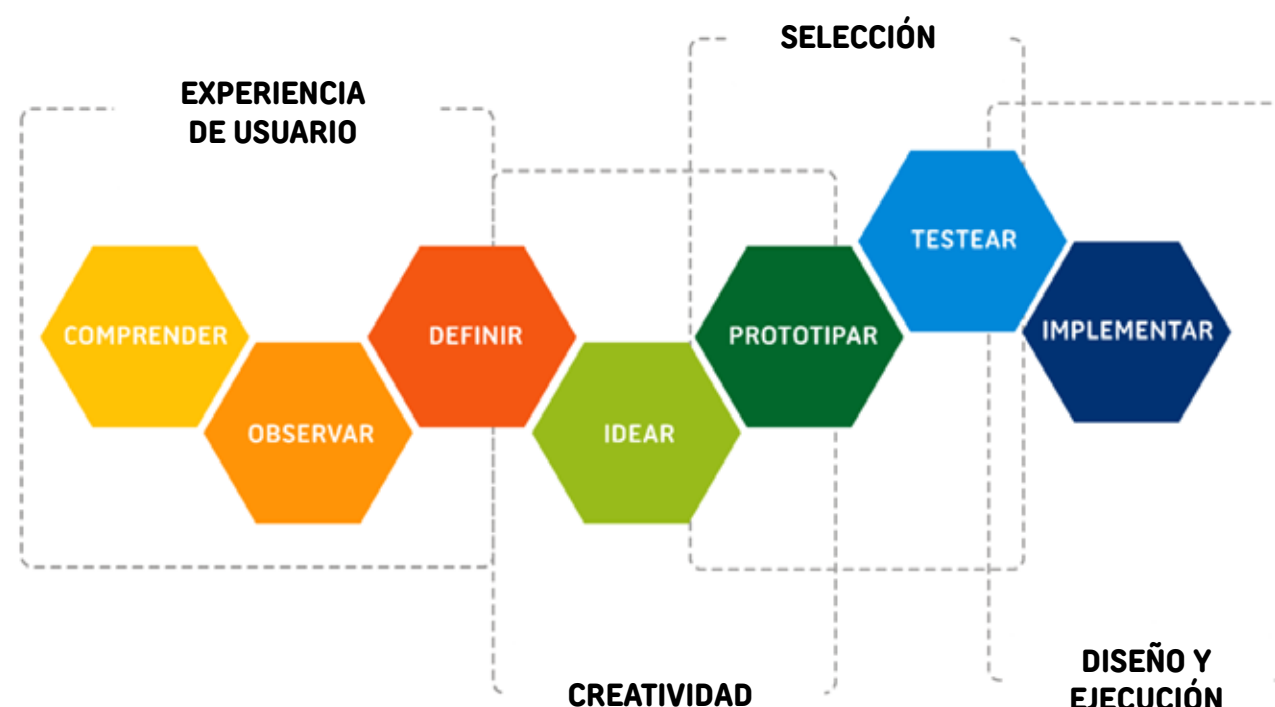 SELECCIÓN
EXPERIENCIA
DE USUARIO
TESTEAR
COMPRENDER
DEFINIR
PROTOTIPAR
IMPLEMENTAR
OBSERVAR
IDEAR
CREATIVIDAD
DISEÑO Y
EJECUCIÓN